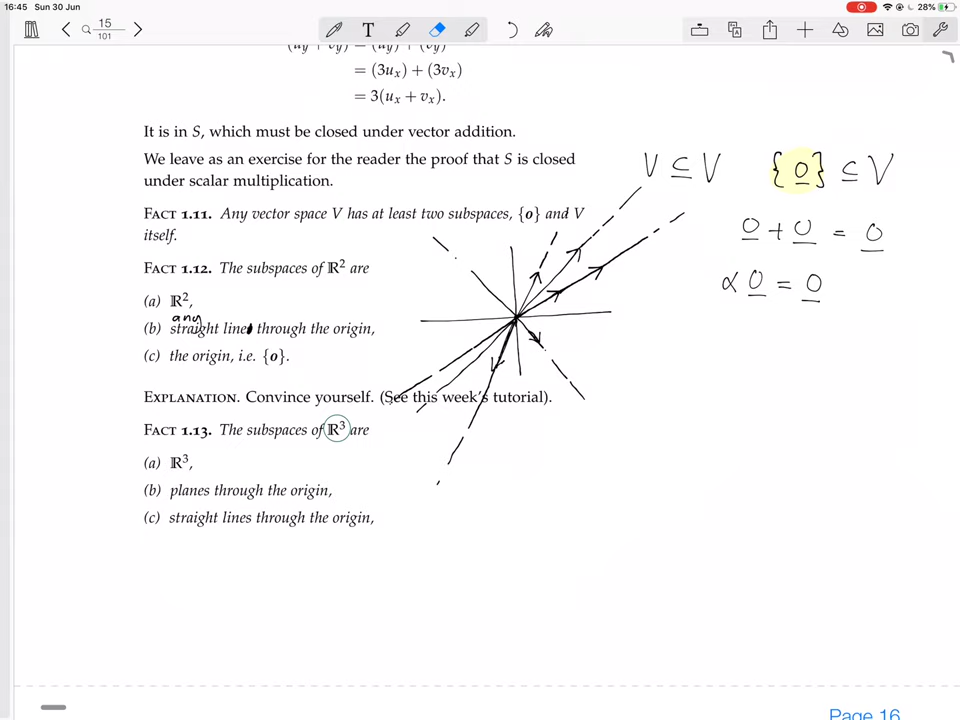 16:45 Sun 30 Jun
28%
15
101
T
= (3uₓ) + (3vₓ)
= 3(uₓ + vₓ).
It is in S, which must be closed under vector addition.
We leave as an exercise for the reader the proof that S is closed
under scalar multiplication.
V ⊆ V {0} ⊆ V
FACT 1.11. Any vector space V has at least two subspaces, {o} and V
itself.
0 + 0 = 0
FACT 1.12. The subspaces of ℝ² are
α 0 = 0
(a) ℝ²,
any
(b) straight line through the origin,
(c) the origin, i.e. {o}.
EXPLANATION. Convince yourself. (See this week's tutorial).
FACT 1.13. The subspaces of ℝ³ are
(a) ℝ³,
(b) planes through the origin,
(c) straight lines through the origin,
Page 16